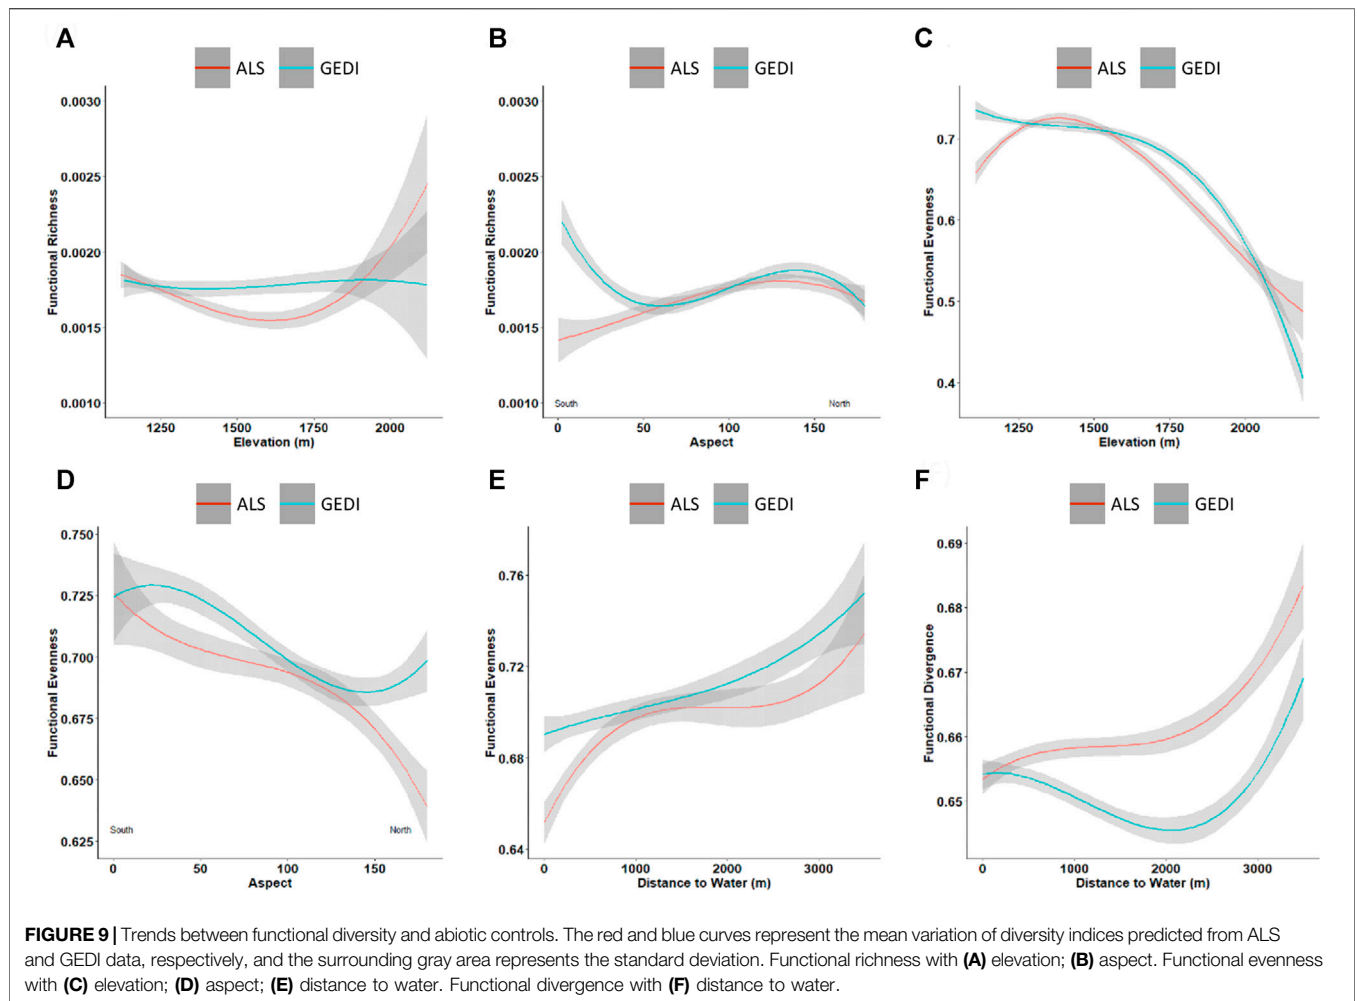 A
ALS GEDI
Functional Richness
0.0030
0.0025
0.0020
0.0015
0.0010
1250 1500 1750 2000
Elevation (m)
B
ALS GEDI
Functional Richness
0.0030
0.0025
0.0020
0.0015
0.0010
South North
0 50 100 150
Aspect
C
ALS GEDI
Functional Evenness
0.7
0.6
0.5
0.4
1250 1500 1750 2000
Elevation (m)
D
ALS GEDI
Functional Evenness
0.750
0.725
0.700
0.675
0.650
0.625
South North
0 50 100 150
Aspect
E
ALS GEDI
Functional Evenness
0.76
0.72
0.68
0.64
0 1000 2000 3000
Distance to Water (m)
F
ALS GEDI
Functional Divergence
0.69
0.68
0.67
0.66
0.65
0 1000 2000 3000
Distance to Water (m)
FIGURE 9 | Trends between functional diversity and abiotic controls. The red and blue curves represent the mean variation of diversity indices predicted from ALS
and GEDI data, respectively, and the surrounding gray area represents the standard deviation. Functional richness with (A) elevation; (B) aspect. Functional evenness
with (C) elevation; (D) aspect; (E) distance to water. Functional divergence with (F) distance to water.